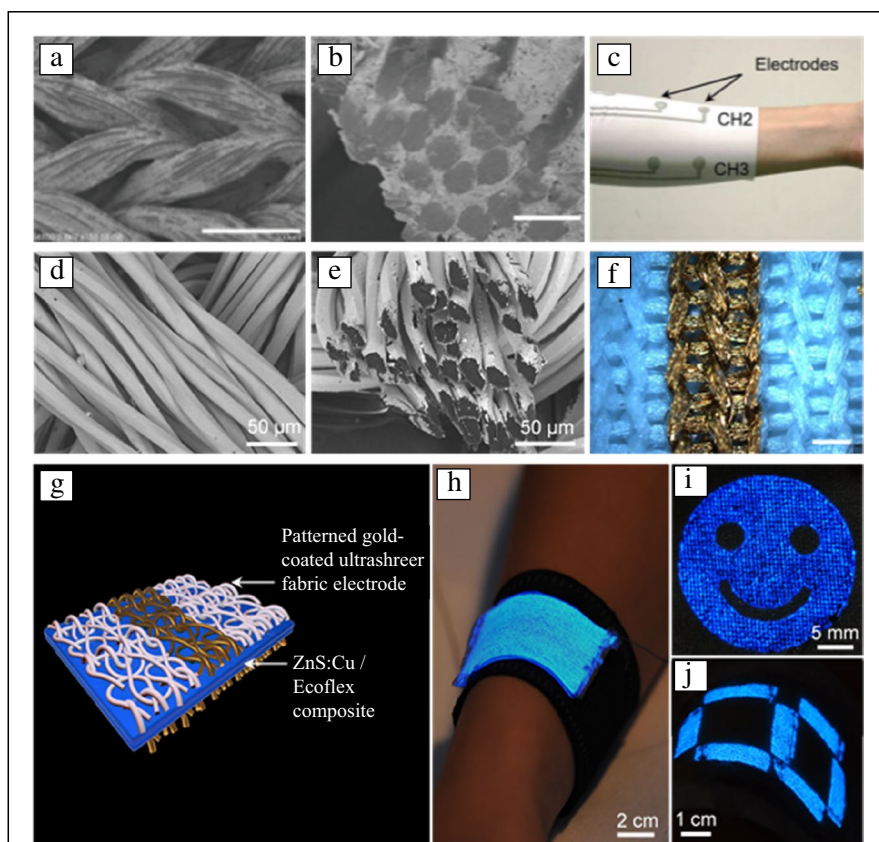 a
b
c
Electrodes
CH2
CH3
d
50 µm
e
50 µm
f
g
Patterned gold-
coated ultrashreer
fabric electrode
ZnS:Cu /
Ecoflex
composite
h
2 cm
i
5 mm
j
1 cm